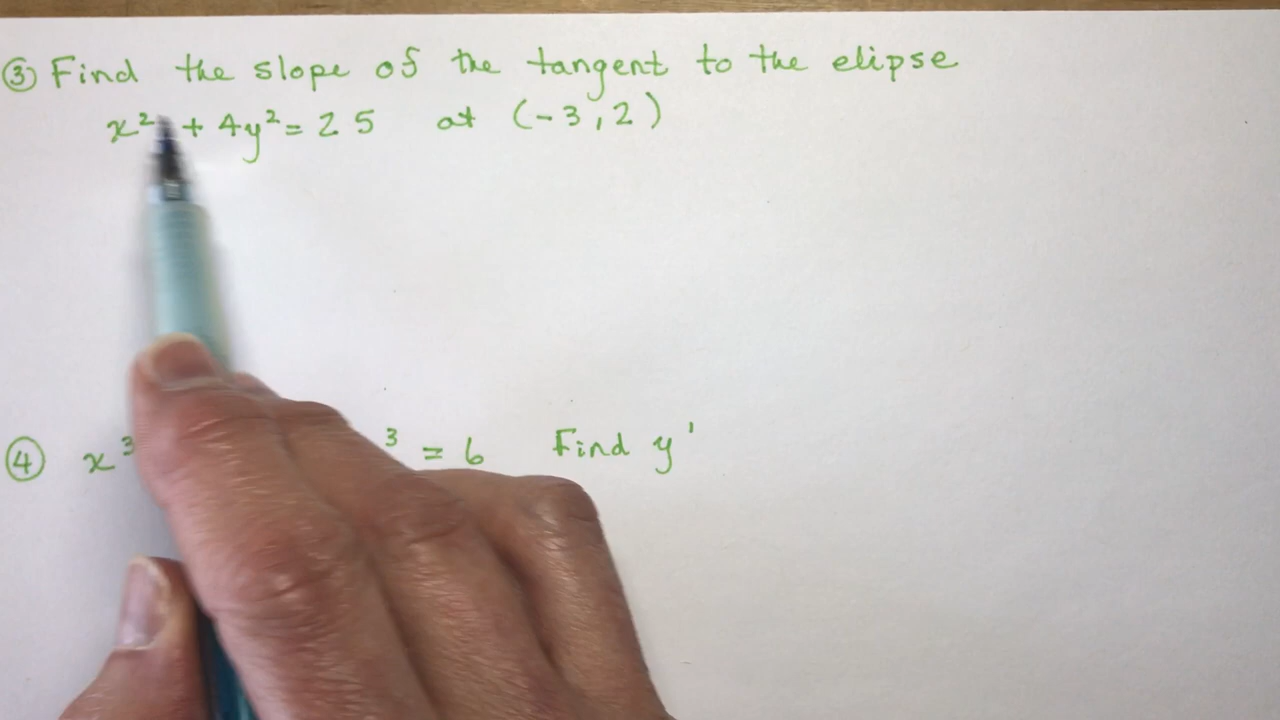 ③ Find the slope of the tangent to the elipse
x² + 4y² = 25 at (-3,2)
④ x³ ³ = 6 Find y'